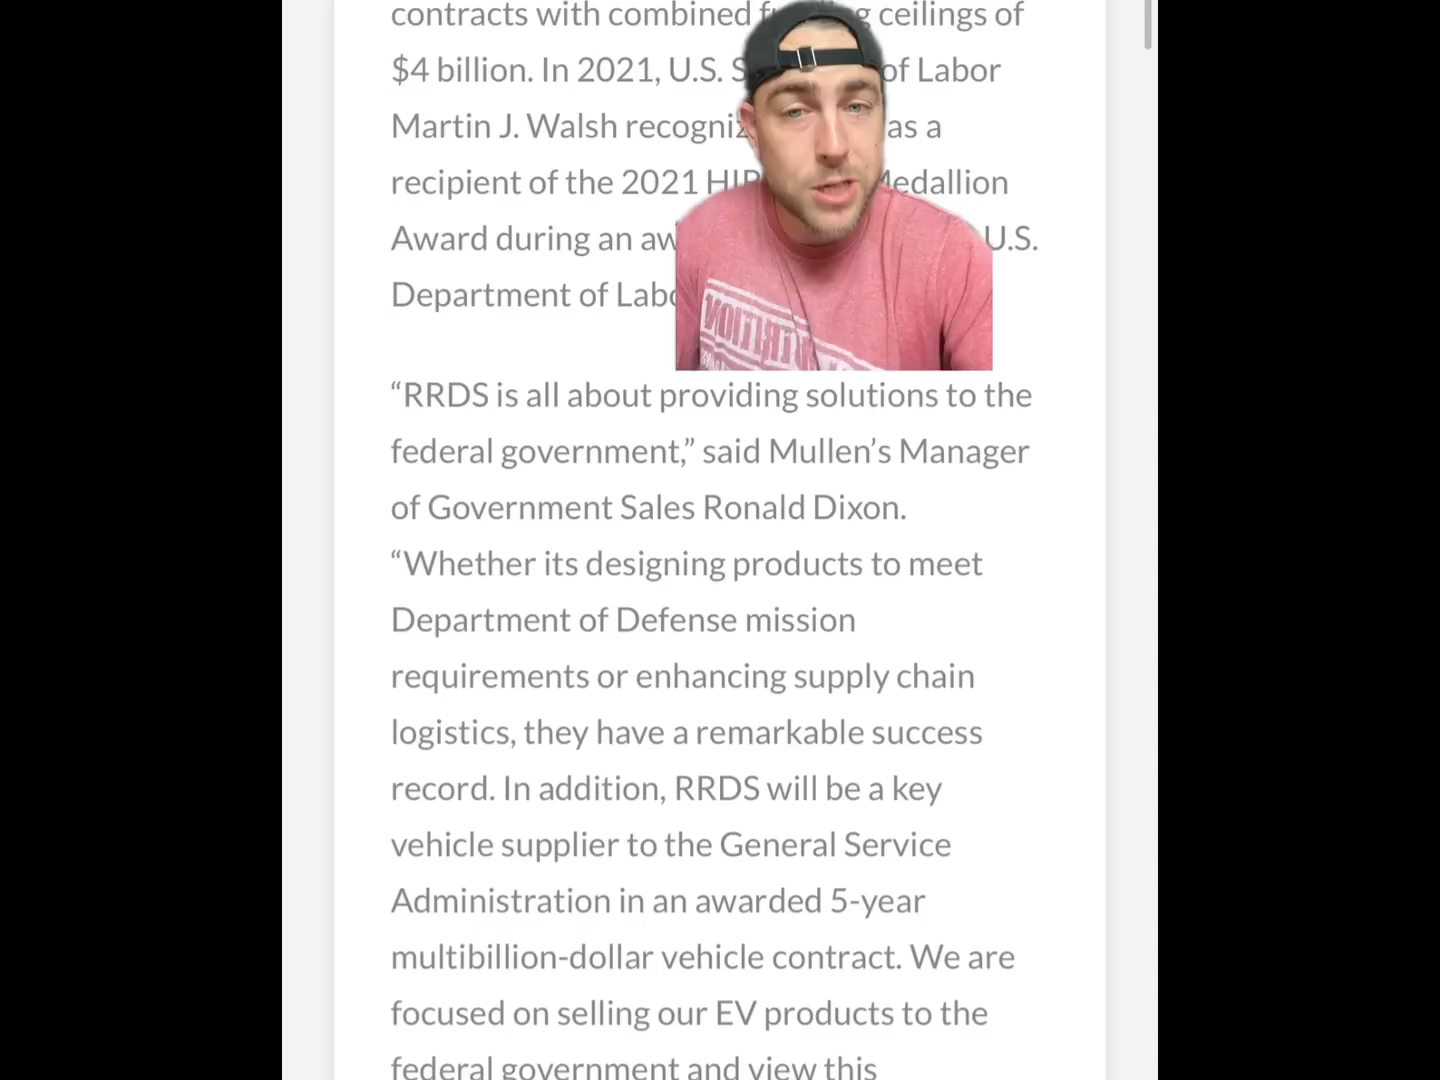 contracts with combined ceilings of
$4 billion. In 2021, U.S. of Labor
Martin J. Walsh as a
recipient of the 2021 Medallion
Award during an U.S.
Department of
“RRDS is all about providing solutions to the
federal government,” said Mullen’s Manager
of Government Sales Ronald Dixon.
“Whether its designing products to meet
Department of Defense mission
requirements or enhancing supply chain
logistics, they have a remarkable success
record. In addition, RRDS will be a key
vehicle supplier to the General Service
Administration in an awarded 5-year
multibillion-dollar vehicle contract. We are
focused on selling our EV products to the
federal government and view this